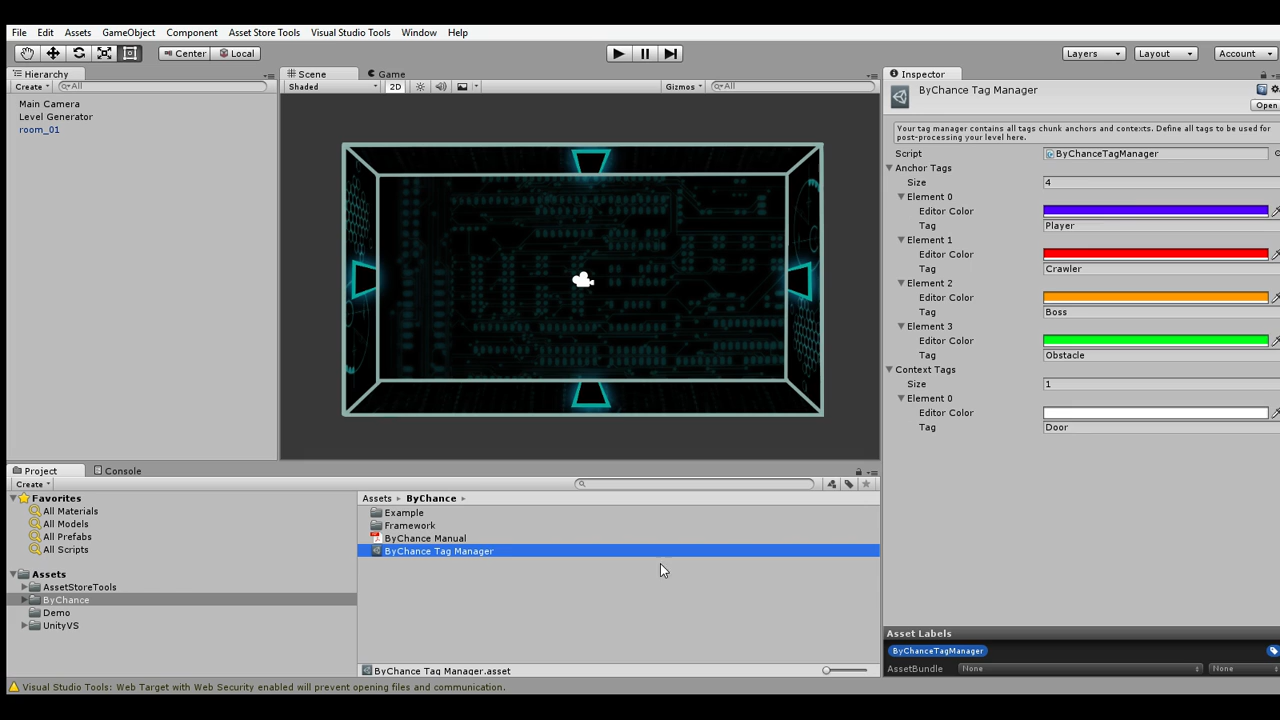 File Edit Assets GameObject Component Asset Store Tools Visual Studio Tools Window Help
Center Local Layers Layout Account
Hierarchy
Create All
Main Camera
Level Generator
room_01
Scene Game
Shaded 2D Gizmos All
Inspector
ByChance Tag Manager
Open
Your tag manager contains all tags chunk anchors and contexts. Define all tags to be used for
post-processing your level here.
Script ByChanceTagManager
Anchor Tags
Size 4
Element 0
Editor Color
Tag Player
Element 1
Editor Color
Tag Crawler
Element 2
Editor Color
Tag Boss
Element 3
Editor Color
Tag Obstacle
Context Tags
Size 1
Element 0
Editor Color
Tag Door
Project Console
Create
Favorites
All Materials
All Models
All Prefabs
All Scripts
Assets
AssetStoreTools
ByChance
Demo
UnityVS
Assets ByChance
Example
Framework
ByChance Manual
ByChance Tag Manager
ByChance Tag Manager.asset
Asset Labels
ByChanceTagManager
AssetBundle None None
Visual Studio Tools: Web Target with Web Security enabled will prevent opening files and communication.